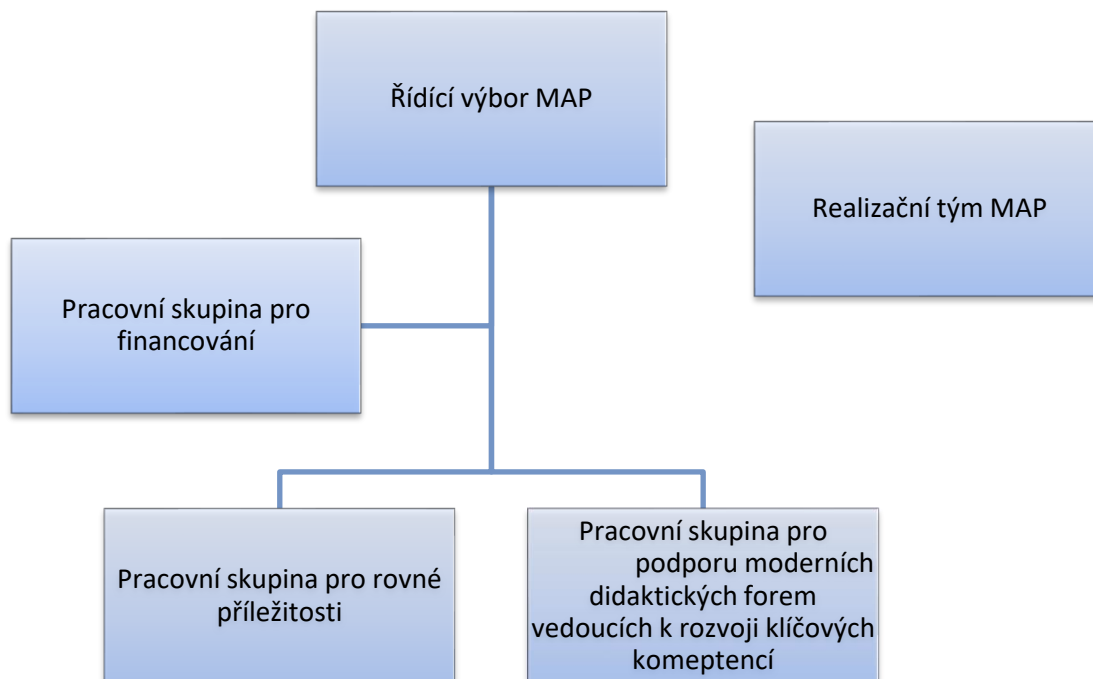 Řídící výbor MAP
Realizační tým MAP
Pracovní skupina pro
financování
Pracovní skupina pro rovné
příležitosti
Pracovní skupina pro
podporu moderních
didaktických forem
vedoucích k rozvoji klíčových
komeptencí